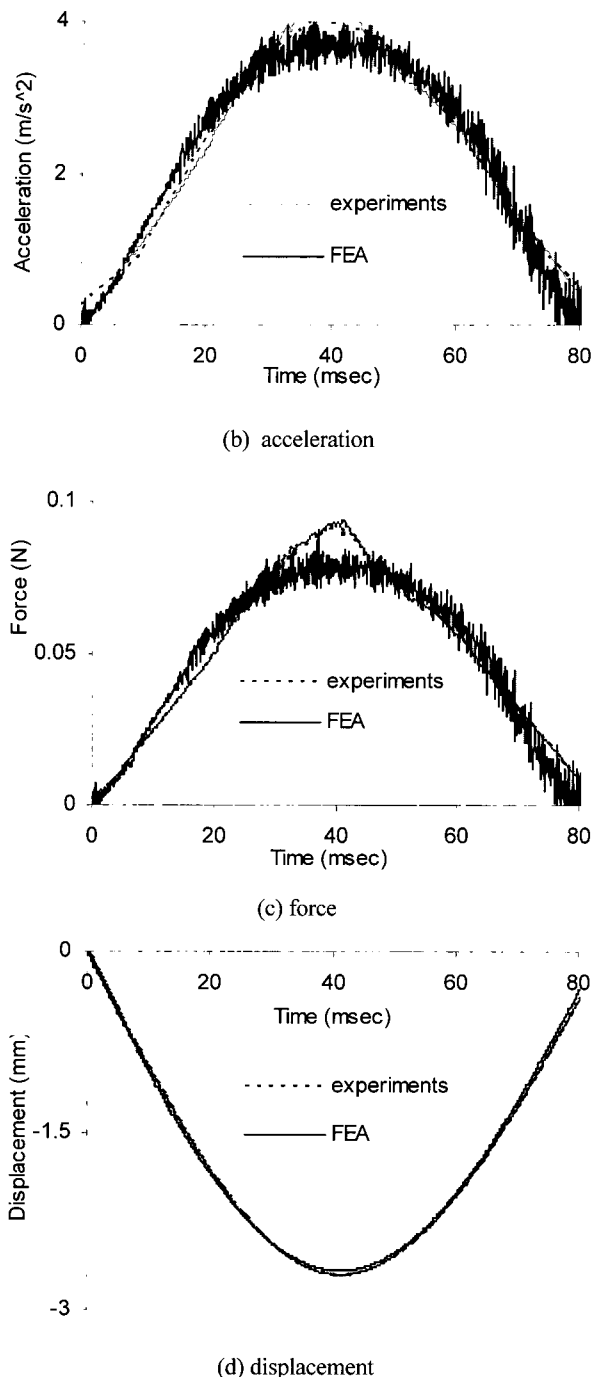 4
Acceleration (m/s^2)
2
experiments
FEA
0
0 20 40 60 80
Time (msec)
(b) acceleration
0.1
Force (N)
0.05
experiments
FEA
0
0 20 40 60 80
Time (msec)
(c) force
0
0 20 40 60 80
Time (msec)
Displacement (mm)
experiments
-1.5
FEA
-3
(d) displacement